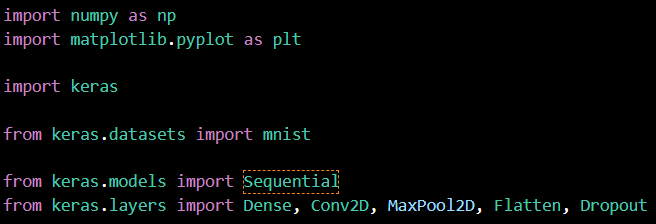 import numpy as np
import matplotlib.pyplot as plt
import keras
from keras.datasets import mnist
from keras.models import Sequential
from keras.layers import Dense, Conv2D, MaxPool2D, Flatten, Dropout